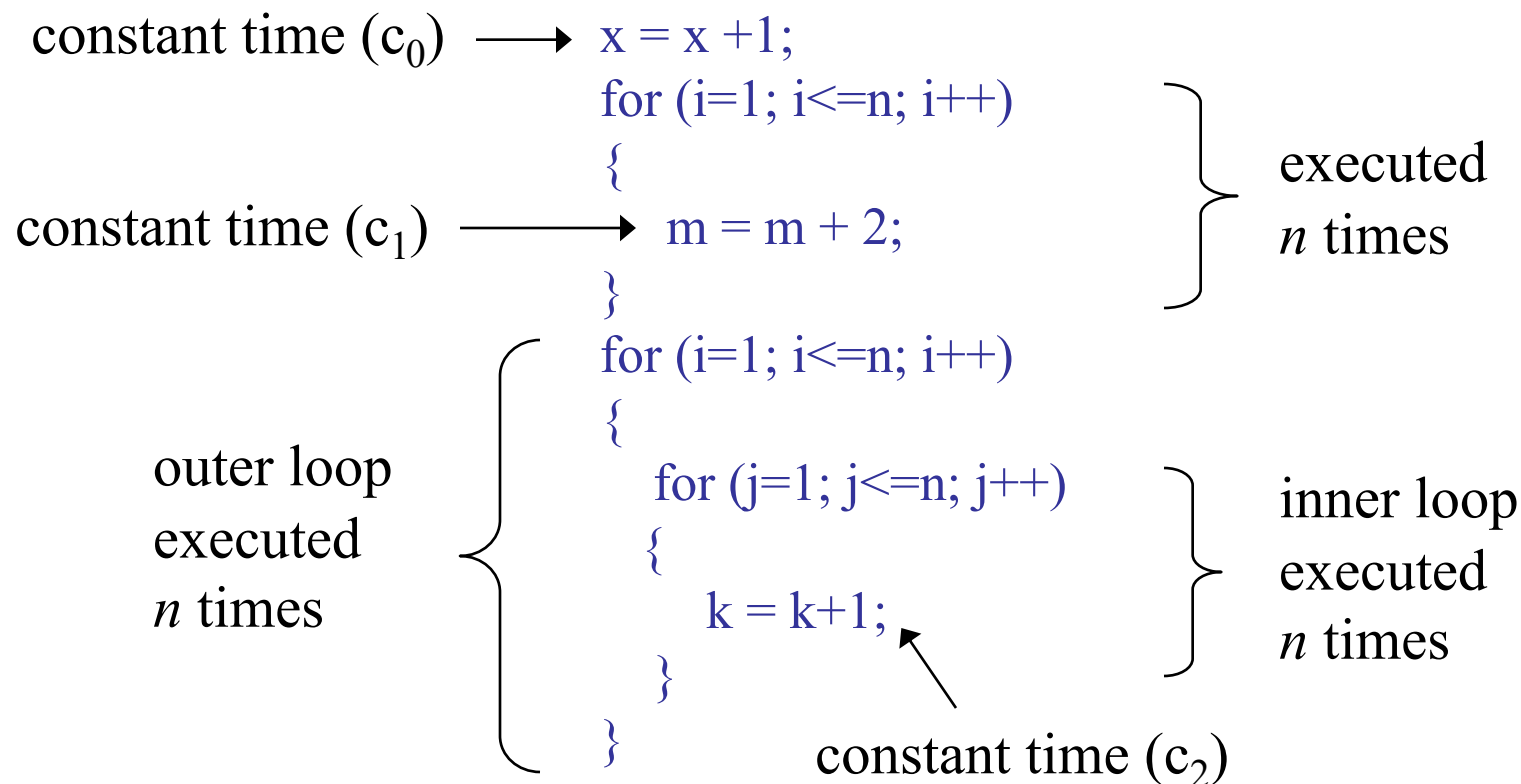 constant time (c₀)
x = x +1;
for (i=1; i<=n; i++)
{
constant time (c₁)
m = m + 2;
}
executed
n times
for (i=1; i<=n; i++)
{
outer loop
executed
n times
for (j=1; j<=n; j++)
{
k = k+1;
}
}
inner loop
executed
n times
constant time (c₂)